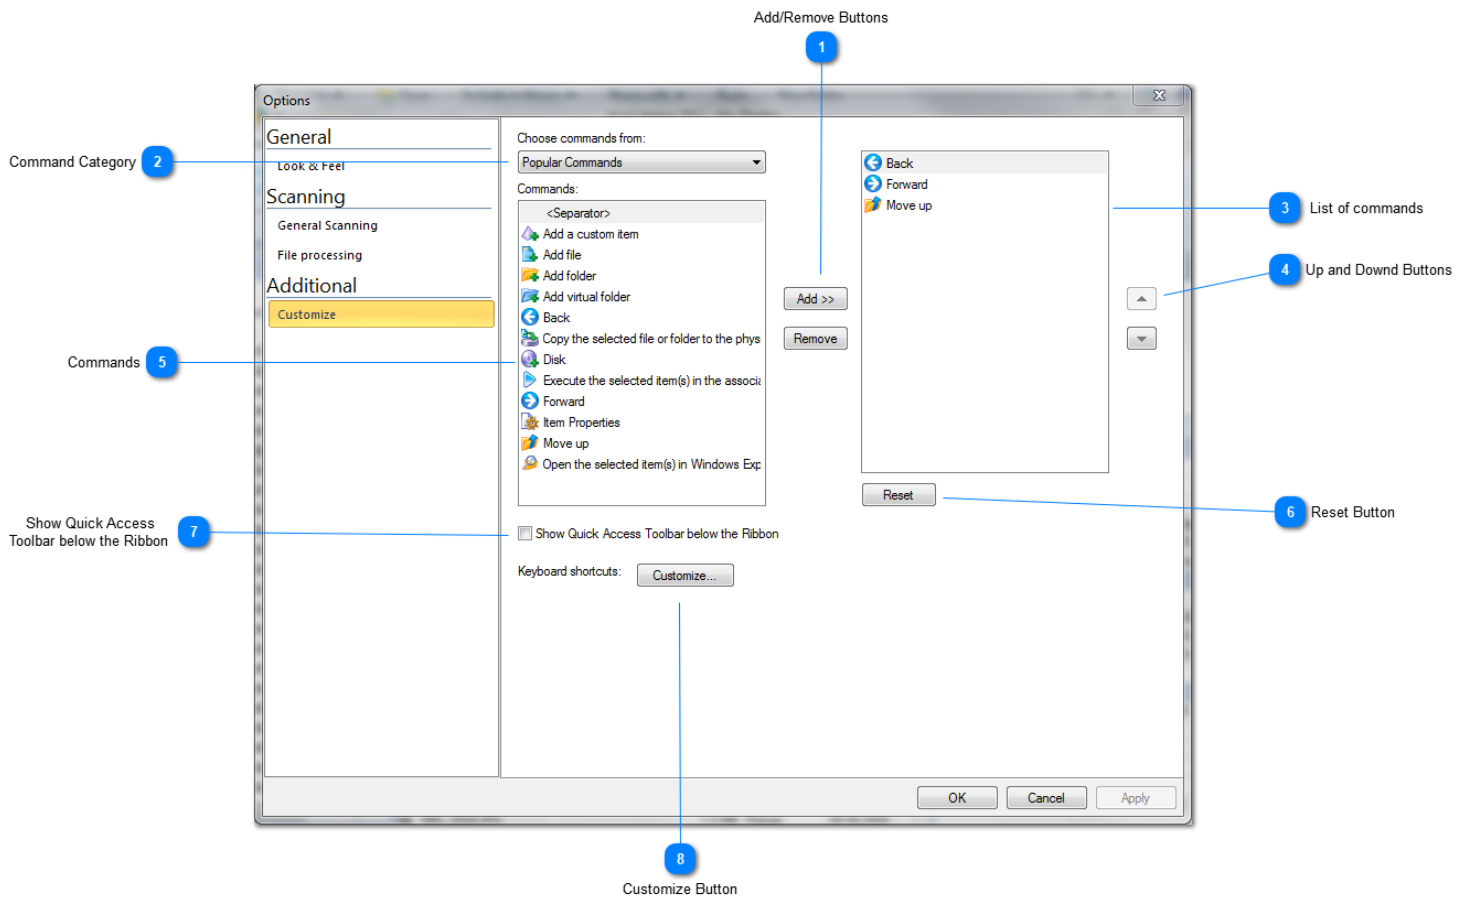 Add/Remove Buttons
1
Options
General
Look & Feel
Scanning
General Scanning
File processing
Additional
Customize
Command Category 2
Choose commands from:
Popular Commands
Commands:
<Separator>
Add a custom item
Add file
Add folder
Add virtual folder
Back
Copy the selected file or folder to the phys
Disk
Execute the selected item(s) in the associa
Forward
Item Properties
Move up
Open the selected item(s) in Windows Exp
Commands 5
Add >>
Remove
Back
Forward
Move up
3 List of commands
4 Up and Downd Buttons
Reset
6 Reset Button
Show Quick Access
Toolbar below the Ribbon
7
Show Quick Access Toolbar below the Ribbon
Keyboard shortcuts:
Customize...
OK
Cancel
Apply
8
Customize Button